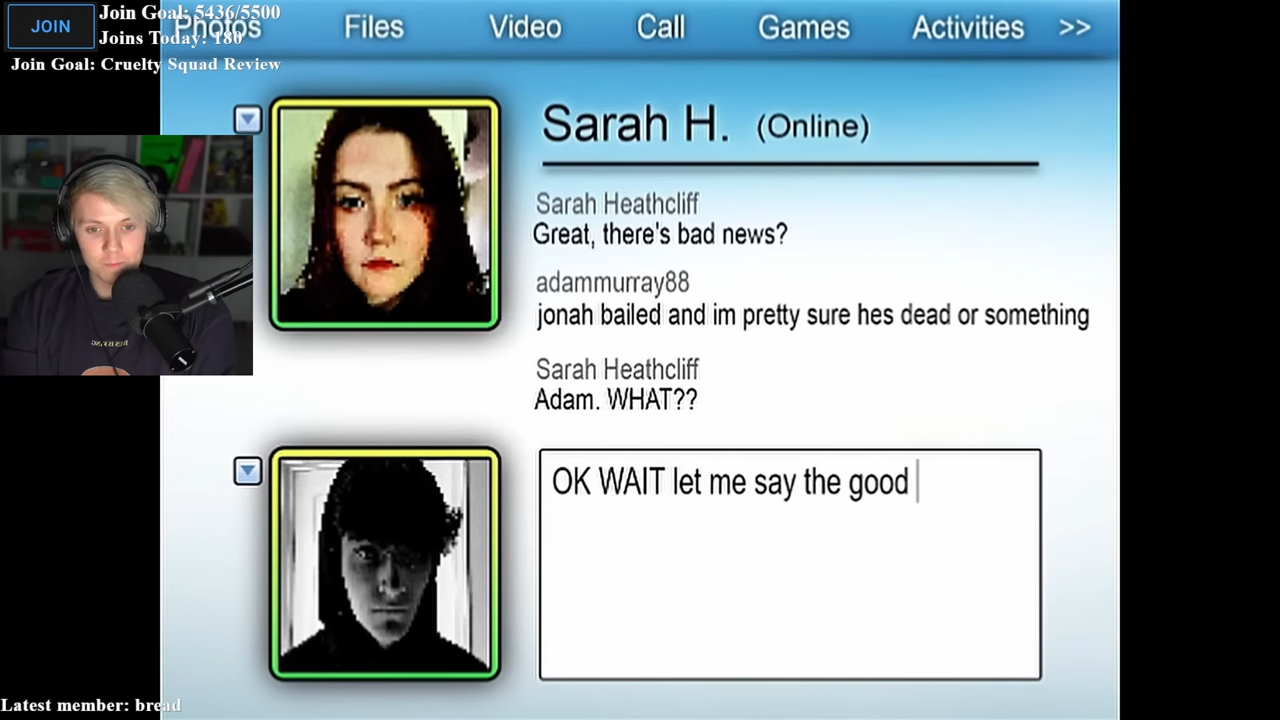 JOIN
Join Goal: 5436/5500
Joins Today: 180
Join Goal: Cruelty Squad Review
Photos Files Video Call Games Activities >>
Sarah H. (Online)
Sarah Heathcliff
Great, there's bad news?
adammurray88
jonah bailed and im pretty sure hes dead or something
Sarah Heathcliff
Adam. WHAT??
OK WAIT let me say the good
Latest member: bread